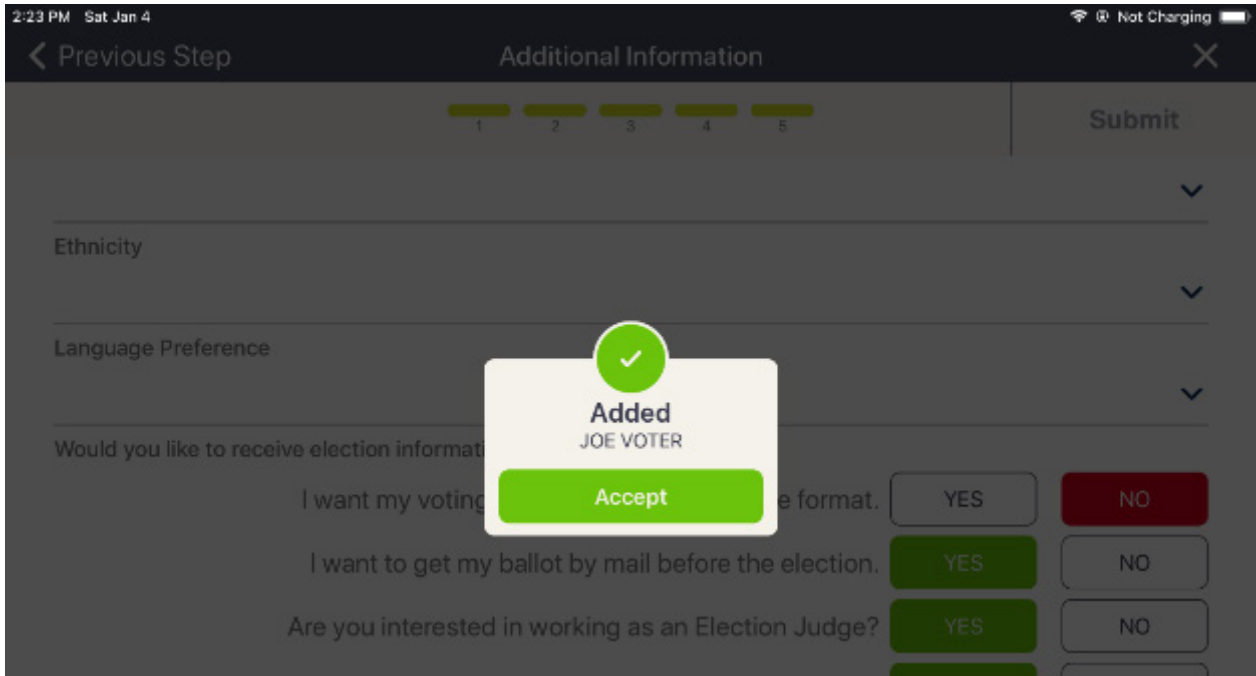 2:23 PM Sat Jan 4 Not Charging
Previous Step Additional Information
1 2 3 4 5 Submit
Ethnicity
Language Preference
Added
JOE VOTER
Would you like to receive election informati
Accept
I want my voting e format. YES NO
I want to get my ballot by mail before the election. YES NO
Are you interested in working as an Election Judge? YES NO